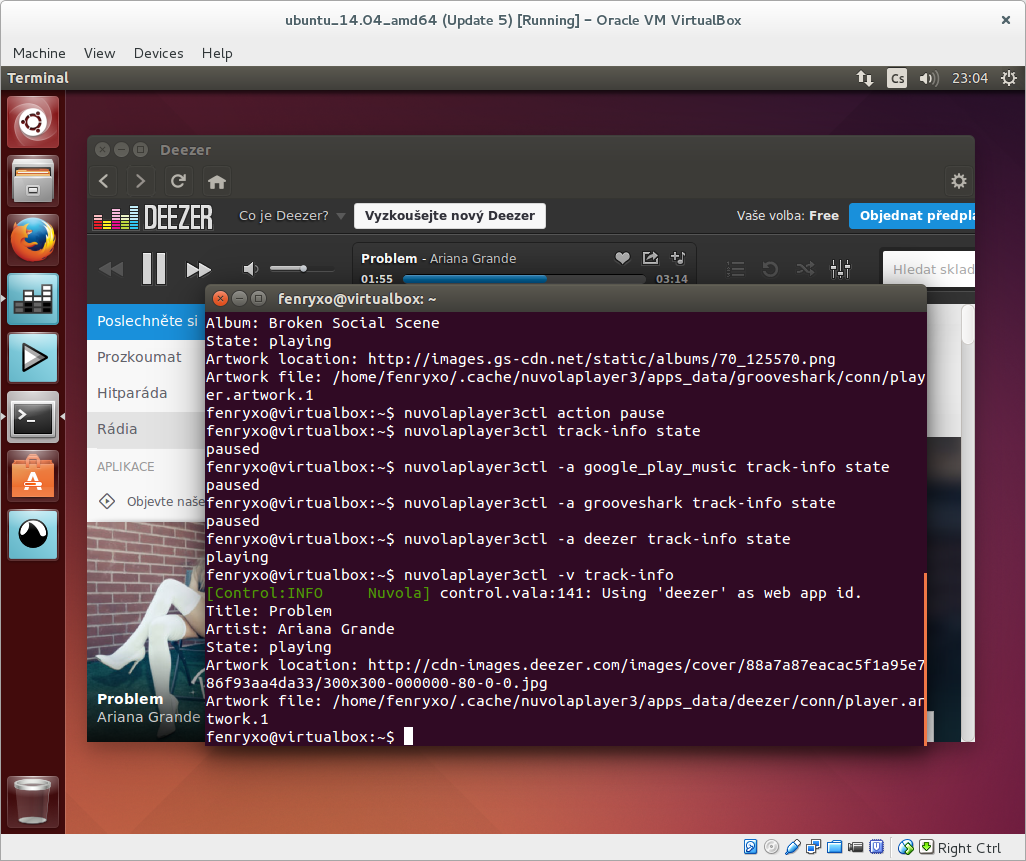 ubuntu_14.04_amd64 (Update 5) [Running] – Oracle VM VirtualBox
Machine View Devices Help
Terminal
Cs
23:04
Deezer
DEEZER
Co je Deezer?
Vyzkoušejte nový Deezer
Vaše volba: Free
Objednat předpla
Problem - Ariana Grande
01:55
03:14
Hledat sklad
Poslechněte si
Prozkoumat
Hitparáda
Rádia
APLIKACE
Objevte naše
Problem
Ariana Grande
fenryxo@virtualbox: ~
Album: Broken Social Scene
State: playing
Artwork location: http://images.gs-cdn.net/static/albums/70_125570.png
Artwork file: /home/fenryxo/.cache/nuvolaplayer3/apps_data/grooveshark/conn/play
er.artwork.1
fenryxo@virtualbox:~$ nuvolaplayer3ctl action pause
fenryxo@virtualbox:~$ nuvolaplayer3ctl track-info state
paused
fenryxo@virtualbox:~$ nuvolaplayer3ctl -a google_play_music track-info state
paused
fenryxo@virtualbox:~$ nuvolaplayer3ctl -a grooveshark track-info state
paused
fenryxo@virtualbox:~$ nuvolaplayer3ctl -a deezer track-info state
playing
fenryxo@virtualbox:~$ nuvolaplayer3ctl -v track-info
[Control:INFO     Nuvola] control.vala:141: Using 'deezer' as web app id.
Title: Problem
Artist: Ariana Grande
State: playing
Artwork location: http://cdn-images.deezer.com/images/cover/88a7a87eacac5f1a95e7
86f93aa4da33/300x300-000000-80-0-0.jpg
Artwork file: /home/fenryxo/.cache/nuvolaplayer3/apps_data/deezer/conn/player.ar
twork.1
fenryxo@virtualbox:~$
Right Ctrl